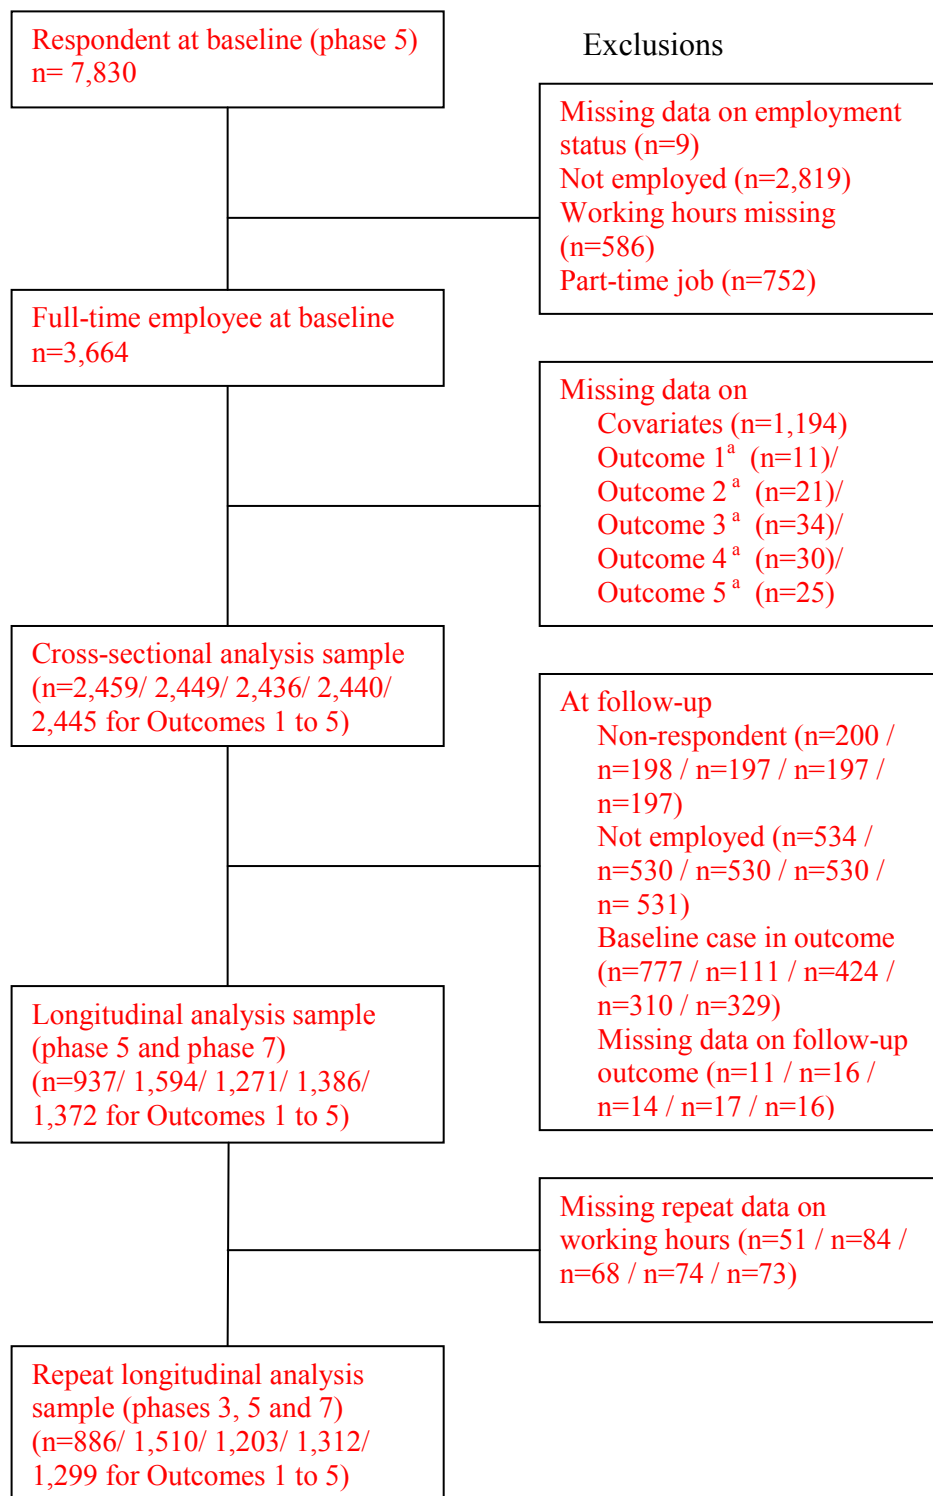 Respondent at baseline (phase 5)
n= 7,830
Exclusions
Missing data on employment
status (n=9)
Not employed (n=2,819)
Working hours missing
(n=586)
Part-time job (n=752)
Full-time employee at baseline
n=3,664
Missing data on
Covariates (n=1,194)
Outcome 1ᵃ (n=11)/
Outcome 2 ᵃ (n=21)/
Outcome 3 ᵃ (n=34)/
Outcome 4 ᵃ (n=30)/
Outcome 5 ᵃ (n=25)
Cross-sectional analysis sample
(n=2,459/ 2,449/ 2,436/ 2,440/
2,445 for Outcomes 1 to 5)
At follow-up
Non-respondent (n=200 /
n=198 / n=197 / n=197 /
n=197)
Not employed (n=534 /
n=530 / n=530 / n=530 /
n= 531)
Baseline case in outcome
(n=777 / n=111 / n=424 /
n=310 / n=329)
Missing data on follow-up
outcome (n=11 / n=16 /
n=14 / n=17 / n=16)
Longitudinal analysis sample
(phase 5 and phase 7)
(n=937/ 1,594/ 1,271/ 1,386/
1,372 for Outcomes 1 to 5)
Missing repeat data on
working hours (n=51 / n=84 /
n=68 / n=74 / n=73)
Repeat longitudinal analysis
sample (phases 3, 5 and 7)
(n=886/ 1,510/ 1,203/ 1,312/
1,299 for Outcomes 1 to 5)